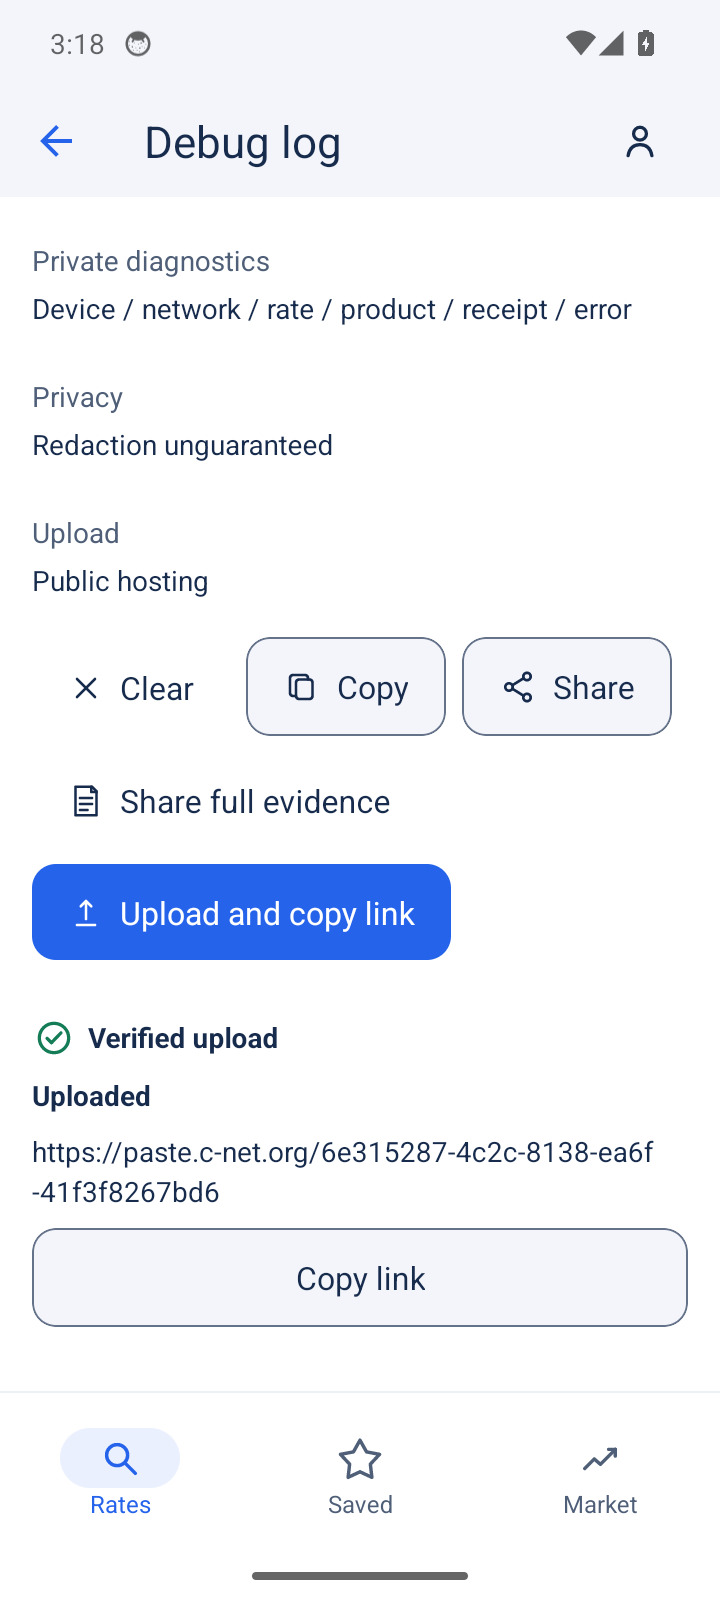 3:18
Debug log
Private diagnostics
Device / network / rate / product / receipt / error
Privacy
Redaction unguaranteed
Upload
Public hosting
Clear
Copy
Share
Share full evidence
Upload and copy link
Verified upload
Uploaded
https://paste.c-net.org/6e315287-4c2c-8138-ea6f
-41f3f8267bd6
Copy link
Rates
Saved
Market